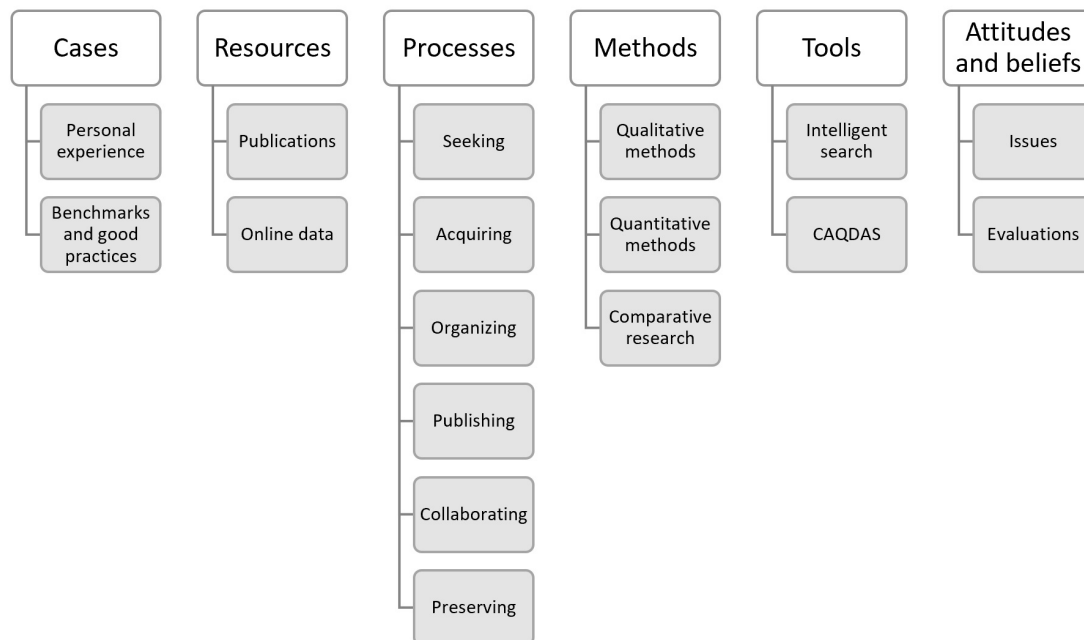 Cases
Personal
experience
Benchmarks
and good
practices
Resources
Publications
Online data
Processes
Seeking
Acquiring
Organizing
Publishing
Collaborating
Preserving
Methods
Qualitative
methods
Quantitative
methods
Comparative
research
Tools
Intelligent
search
CAQDAS
Attitudes
and beliefs
Issues
Evaluations